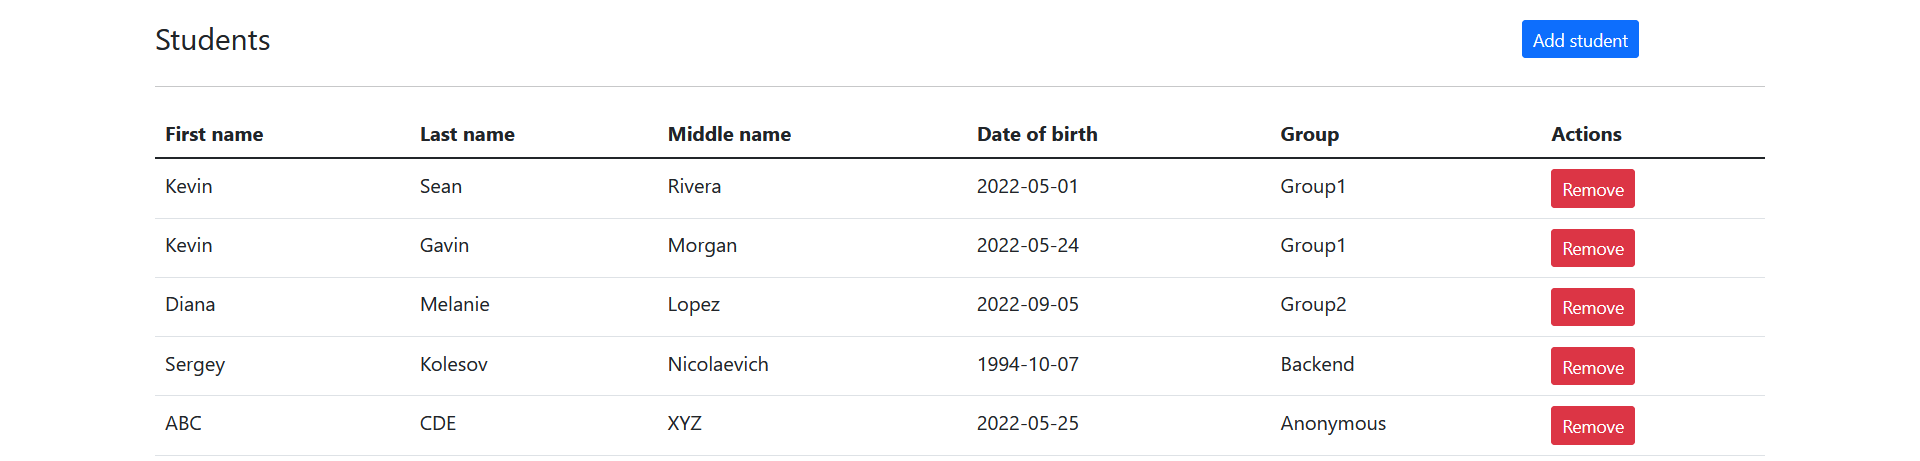 Students Add student
First name Last name Middle name Date of birth Group Actions
Kevin Sean Rivera 2022-05-01 Group1 Remove
Kevin Gavin Morgan 2022-05-24 Group1 Remove
Diana Melanie Lopez 2022-09-05 Group2 Remove
Sergey Kolesov Nicolaevich 1994-10-07 Backend Remove
ABC CDE XYZ 2022-05-25 Anonymous Remove